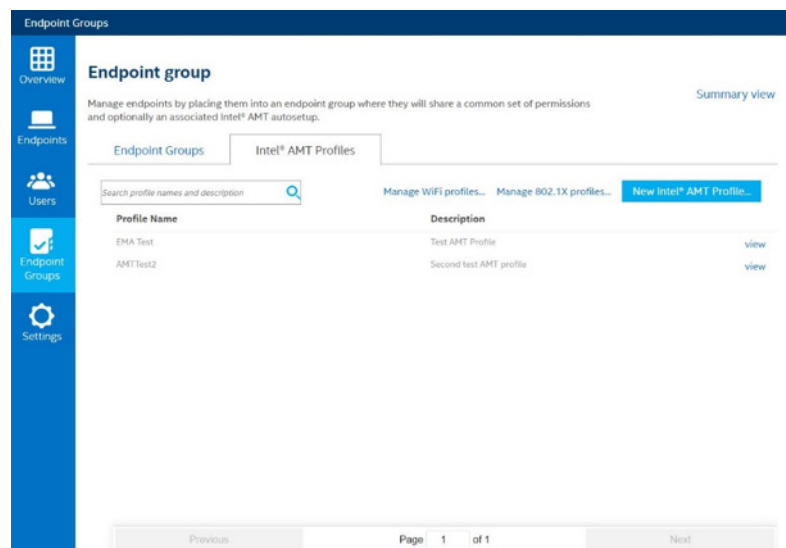 Endpoint Groups
Overview
Endpoints
Users
Endpoint
Groups
Settings
Endpoint group
Summary view
Manage endpoints by placing them into an endpoint group where they will share a common set of permissions
and optionally an associated Intel® AMT autosetup.
Endpoint Groups
Intel® AMT Profiles
Search profile names and description
Manage WiFi profiles...
Manage 802.1X profiles...
New Intel® AMT Profile...
Profile Name
Description
EMA Test
Test AMT Profile
view
AMTTest2
Second test AMT profile
view
Previous
Page 1 of 1
Next